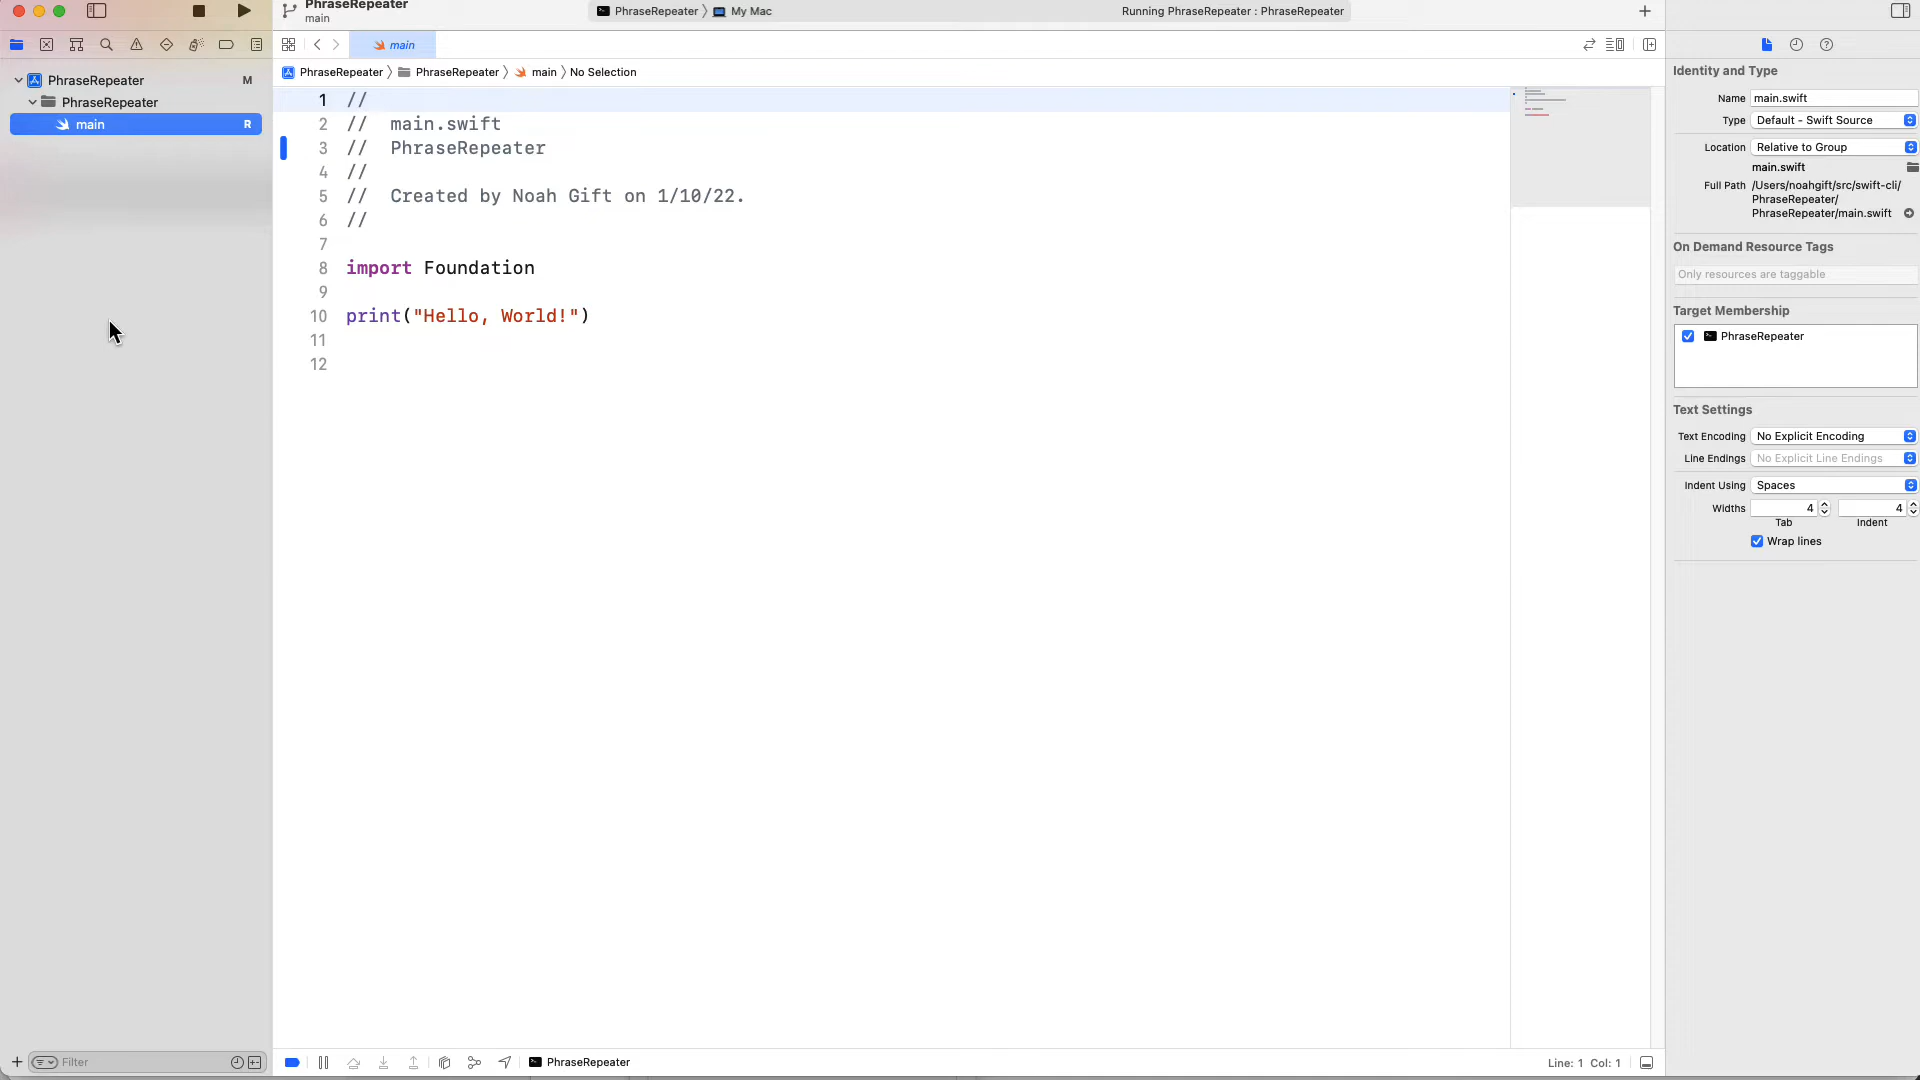 PhraseRepeater
main
PhraseRepeater 〉 My Mac
Running PhraseRepeater : PhraseRepeater
main
PhraseRepeater 〉 PhraseRepeater 〉 main 〉 No Selection
PhraseRepeater M
PhraseRepeater
main R
1 //
2 //  main.swift
3 //  PhraseRepeater
4 //
5 //  Created by Noah Gift on 1/10/22.
6 //
7
8 import Foundation
9
10 print("Hello, World!")
11
12
Identity and Type
Name main.swift
Type Default - Swift Source
Location Relative to Group
main.swift
Full Path /Users/noahgift/src/swift-cli/
PhraseRepeater/
PhraseRepeater/main.swift
On Demand Resource Tags
Only resources are taggable
Target Membership
PhraseRepeater
Text Settings
Text Encoding No Explicit Encoding
Line Endings No Explicit Line Endings
Indent Using Spaces
Widths 4 4
Tab Indent
Wrap lines
Filter
PhraseRepeater
Line: 1 Col: 1